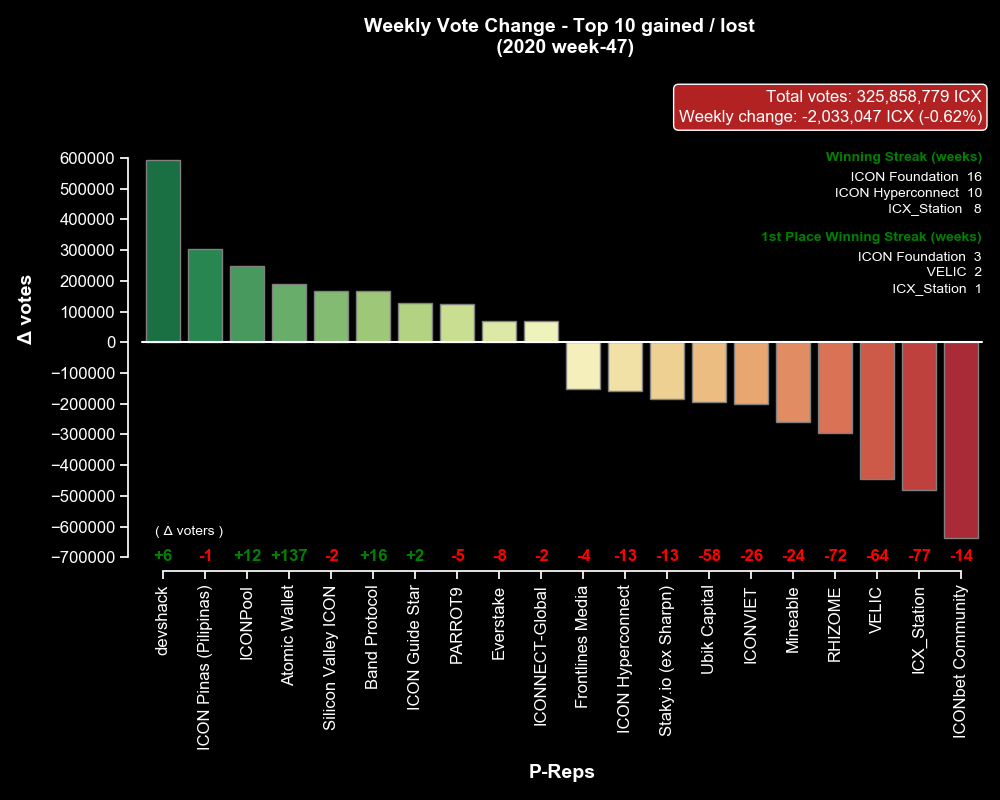 Weekly Vote Change - Top 10 gained / lost
(2020 week-47)
Total votes: 325,858,779 ICX
Weekly change: -2,033,047 ICX (-0.62%)
Winning Streak (weeks)
ICON Foundation 16
ICON Hyperconnect 10
ICX_Station 8
1st Place Winning Streak (weeks)
ICON Foundation 3
VELIC 2
ICX_Station 1
Δ votes
600000
500000
400000
300000
200000
100000
0
−100000
−200000
−300000
−400000
−500000
−600000
−700000
( Δ voters )
+6 -1 +12 +137 -2 +16 +2 -5 -8 -2 -4 -13 -13 -58 -26 -24 -72 -64 -77 -14
devshack
ICON Pinas (Pilipinas)
ICONPool
Atomic Wallet
Silicon Valley ICON
Band Protocol
ICON Guide Star
PARROT9
Everstake
ICONNECT-Global
Frontlines Media
ICON Hyperconnect
Staky.io (ex Sharpn)
Ubik Capital
ICONVIET
Mineable
RHIZOME
VELIC
ICX_Station
ICONbet Community
P-Reps